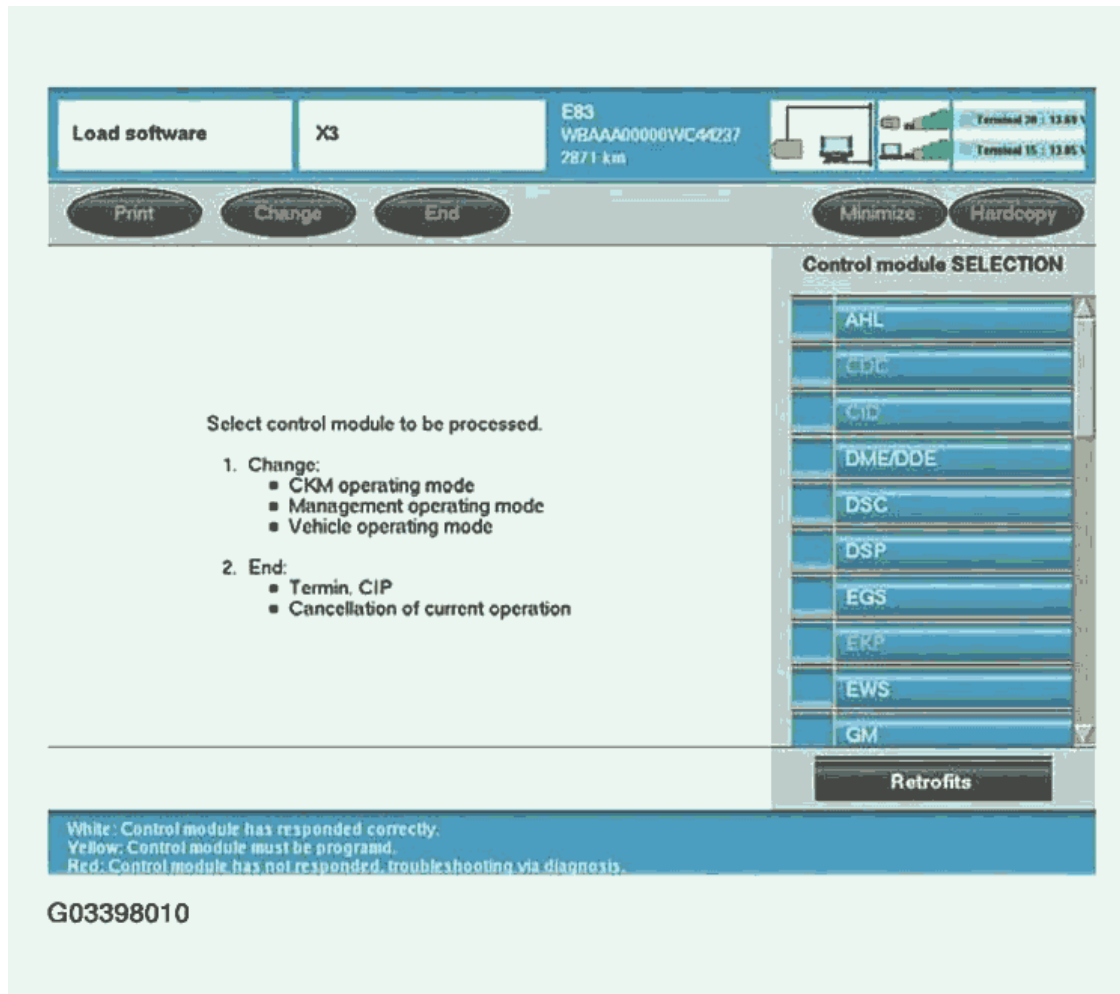 Load software
X3
E83
WBAAA00000WC44237
2871 km
Terminal 30 : 13.69 V
Terminal 15 : 13.05 V
Print
Change
End
Minimize
Hardcopy
Control module SELECTION
AHL
CDC
CID
DME/DDE
DSC
DSP
EGS
EKP
EWS
GM
Select control module to be processed.
1. Change:
■ CKM operating mode
■ Management operating mode
■ Vehicle operating mode
2. End:
■ Termin. CIP
■ Cancellation of current operation
Retrofits
White: Control module has responded correctly.
Yellow: Control module must be programd.
Red: Control module has not responded, troubleshooting via diagnosis.
G03398010